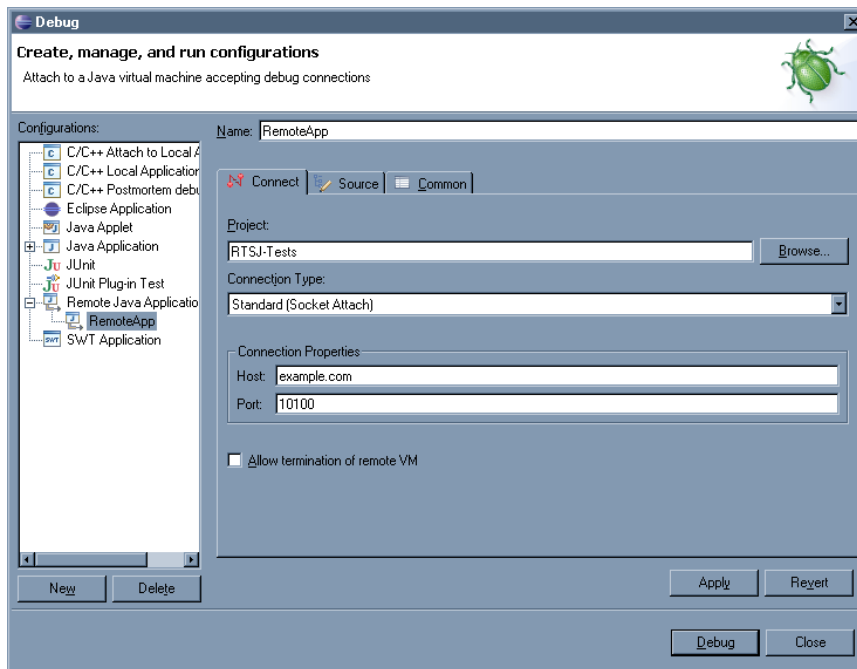 Debug
Create, manage, and run configurations
Attach to a Java virtual machine accepting debug connections
Configurations:
C/C++ Attach to Local A
C/C++ Local Application
C/C++ Postmortem debu
Eclipse Application
Java Applet
Java Application
JUnit
JUnit Plug-in Test
Remote Java Applicatio
RemoteApp
SWT Application
New
Delete
Name: RemoteApp
Connect
Source
Common
Project:
RTSJ-Tests
Browse...
Connection Type:
Standard (Socket Attach)
Connection Properties
Host: example.com
Port: 10100
Allow termination of remote VM
Apply
Revert
Debug
Close